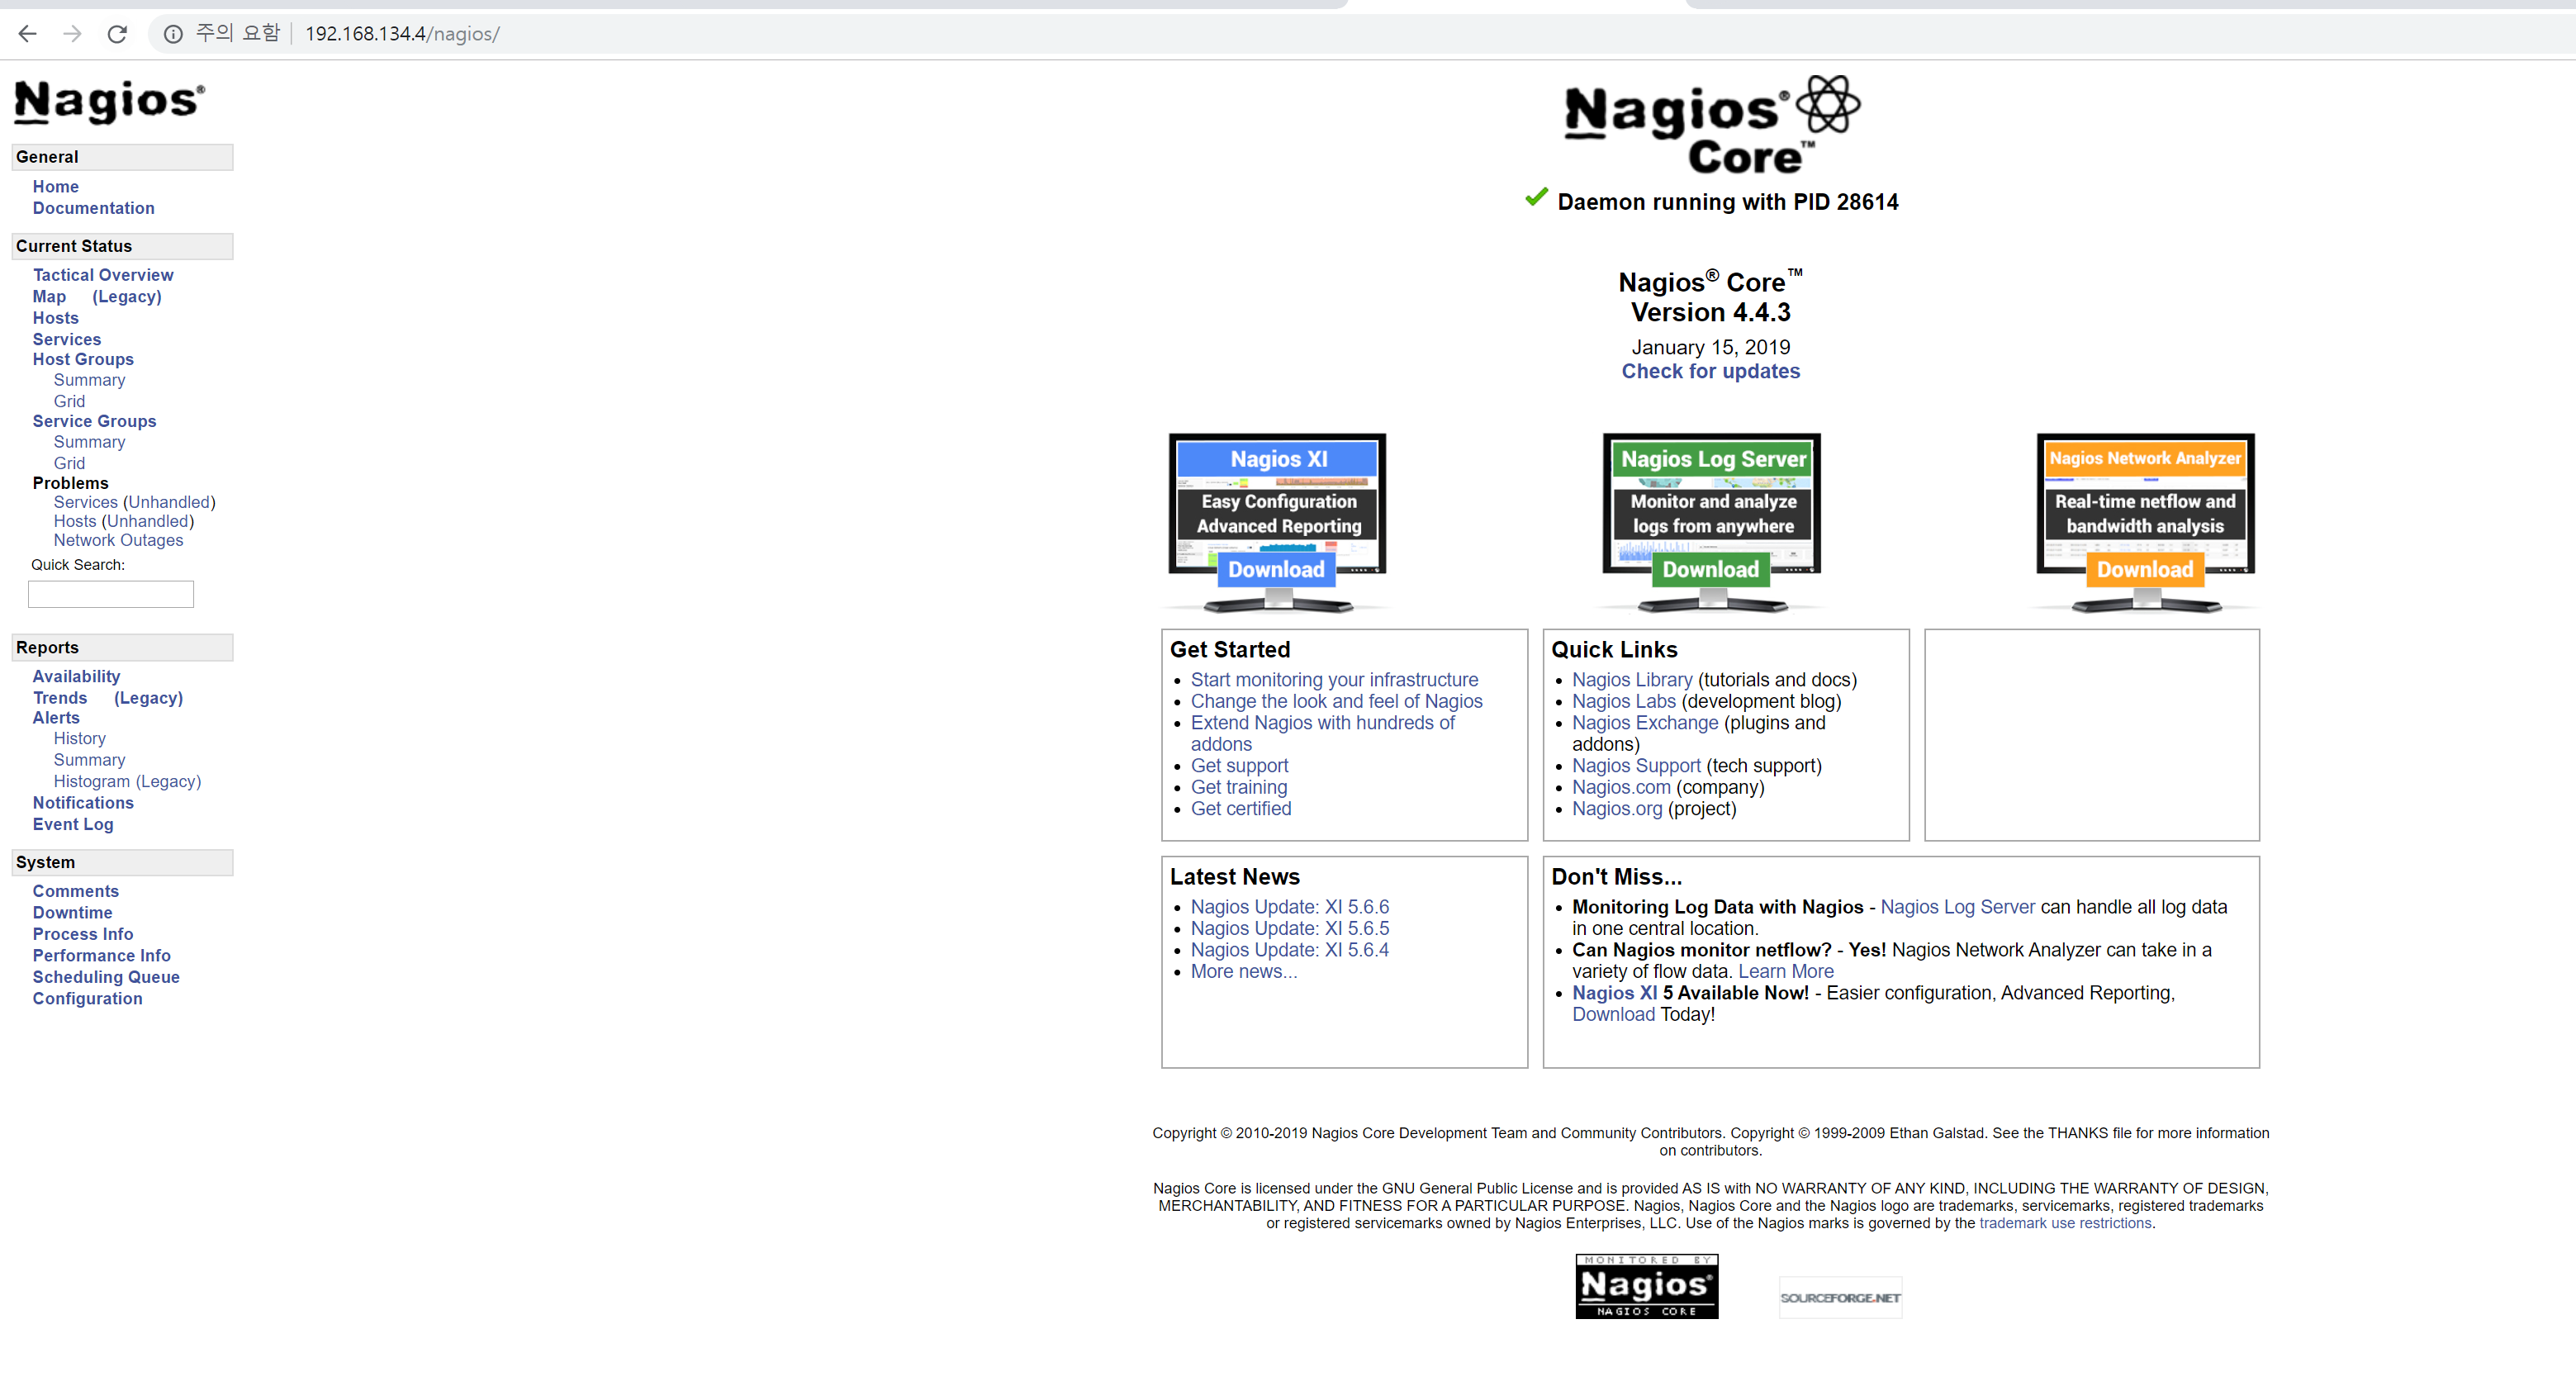 주의 요함 192.168.134.4/nagios/
Nagios®
General
Home
Documentation
Current Status
Tactical Overview
Map (Legacy)
Hosts
Services
Host Groups
Summary
Grid
Service Groups
Summary
Grid
Problems
Services (Unhandled)
Hosts (Unhandled)
Network Outages
Quick Search:
Reports
Availability
Trends (Legacy)
Alerts
History
Summary
Histogram (Legacy)
Notifications
Event Log
System
Comments
Downtime
Process Info
Performance Info
Scheduling Queue
Configuration
Nagios®
Core™
Daemon running with PID 28614
Nagios® Core™
Version 4.4.3
January 15, 2019
Check for updates
Nagios XI
Easy Configuration
Advanced Reporting
Download
Nagios Log Server
Monitor and analyze
logs from anywhere
Download
Nagios Network Analyzer
Real-time netflow and
bandwidth analysis
Download
Get Started
Start monitoring your infrastructure
Change the look and feel of Nagios
Extend Nagios with hundreds of
addons
Get support
Get training
Get certified
Quick Links
Nagios Library (tutorials and docs)
Nagios Labs (development blog)
Nagios Exchange (plugins and
addons)
Nagios Support (tech support)
Nagios.com (company)
Nagios.org (project)
Latest News
Nagios Update: XI 5.6.6
Nagios Update: XI 5.6.5
Nagios Update: XI 5.6.4
More news...
Don't Miss...
Monitoring Log Data with Nagios - Nagios Log Server can handle all log data
in one central location.
Can Nagios monitor netflow? - Yes! Nagios Network Analyzer can take in a
variety of flow data. Learn More
Nagios XI 5 Available Now! - Easier configuration, Advanced Reporting,
Download Today!
Copyright © 2010-2019 Nagios Core Development Team and Community Contributors. Copyright © 1999-2009 Ethan Galstad. See the THANKS file for more information
on contributors.
Nagios Core is licensed under the GNU General Public License and is provided AS IS with NO WARRANTY OF ANY KIND, INCLUDING THE WARRANTY OF DESIGN,
MERCHANTABILITY, AND FITNESS FOR A PARTICULAR PURPOSE. Nagios, Nagios Core and the Nagios logo are trademarks, servicemarks, registered trademarks
or registered servicemarks owned by Nagios Enterprises, LLC. Use of the Nagios marks is governed by the trademark use restrictions.
MONITORED BY
Nagios®
NAGIOS CORE
SOURCEFORGE.NET